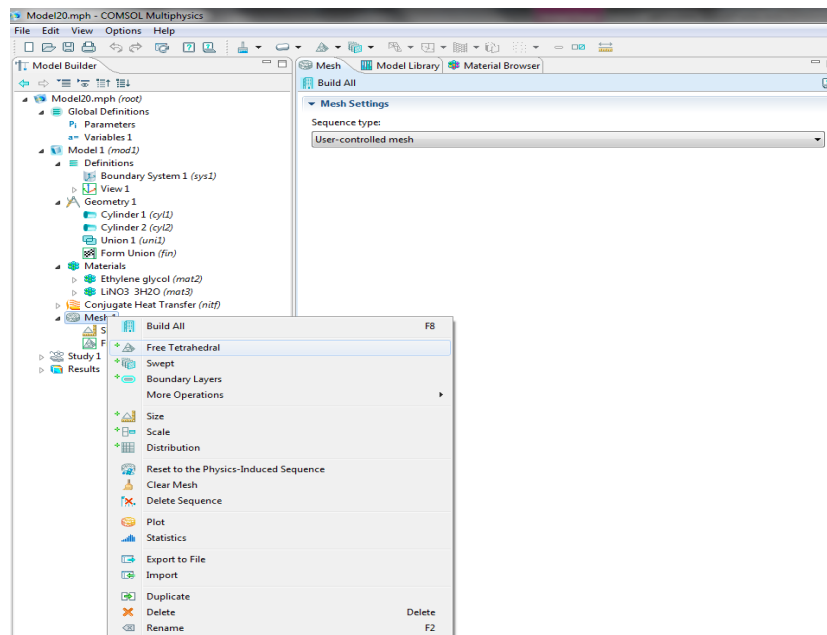 Model20.mph - COMSOL Multiphysics
File Edit View Options Help
Model Builder
Mesh Model Library Material Browser
Build All
Model20.mph (root)
Global Definitions
Pi Parameters
a= Variables 1
Model 1 (mod1)
Definitions
Boundary System 1 (sys1)
View 1
Geometry 1
Cylinder 1 (cyl1)
Cylinder 2 (cyl2)
Union 1 (uni1)
Form Union (fin)
Materials
Ethylene glycol (mat2)
LiNO3 3H2O (mat3)
Conjugate Heat Transfer (nitf)
Mesh
S
F
Study 1
Results
Mesh Settings
Sequence type:
User-controlled mesh
Build All F8
Free Tetrahedral
Swept
Boundary Layers
More Operations
Size
Scale
Distribution
Reset to the Physics-Induced Sequence
Clear Mesh
Delete Sequence
Plot
Statistics
Export to File
Import
Duplicate
Delete Delete
Rename F2